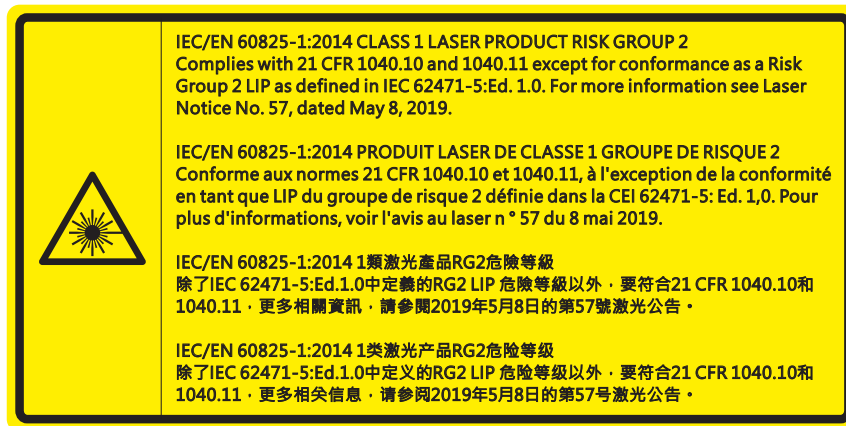 IEC/EN 60825-1:2014 CLASS 1 LASER PRODUCT RISK GROUP 2
Complies with 21 CFR 1040.10 and 1040.11 except for conformance as a Risk
Group 2 LIP as defined in IEC 62471-5:Ed. 1.0. For more information see Laser
Notice No. 57, dated May 8, 2019.
IEC/EN 60825-1:2014 PRODUIT LASER DE CLASSE 1 GROUPE DE RISQUE 2
Conforme aux normes 21 CFR 1040.10 et 1040.11, à l'exception de la conformité
en tant que LIP du groupe de risque 2 définie dans la CEI 62471-5: Ed. 1,0. Pour
plus d'informations, voir l'avis au laser n ° 57 du 8 mai 2019.
IEC/EN 60825-1:2014 1類激光產品RG2危險等級
除了IEC 62471-5:Ed.1.0中定義的RG2 LIP 危險等級以外，要符合21 CFR 1040.10和
1040.11，更多相關資訊，請參閱2019年5月8日的第57號激光公告。
IEC/EN 60825-1:2014 1类激光产品RG2危险等级
除了IEC 62471-5:Ed.1.0中定义的RG2 LIP 危险等级以外，要符合21 CFR 1040.10和
1040.11，更多相关信息，请参阅2019年5月8日的第57号激光公告。